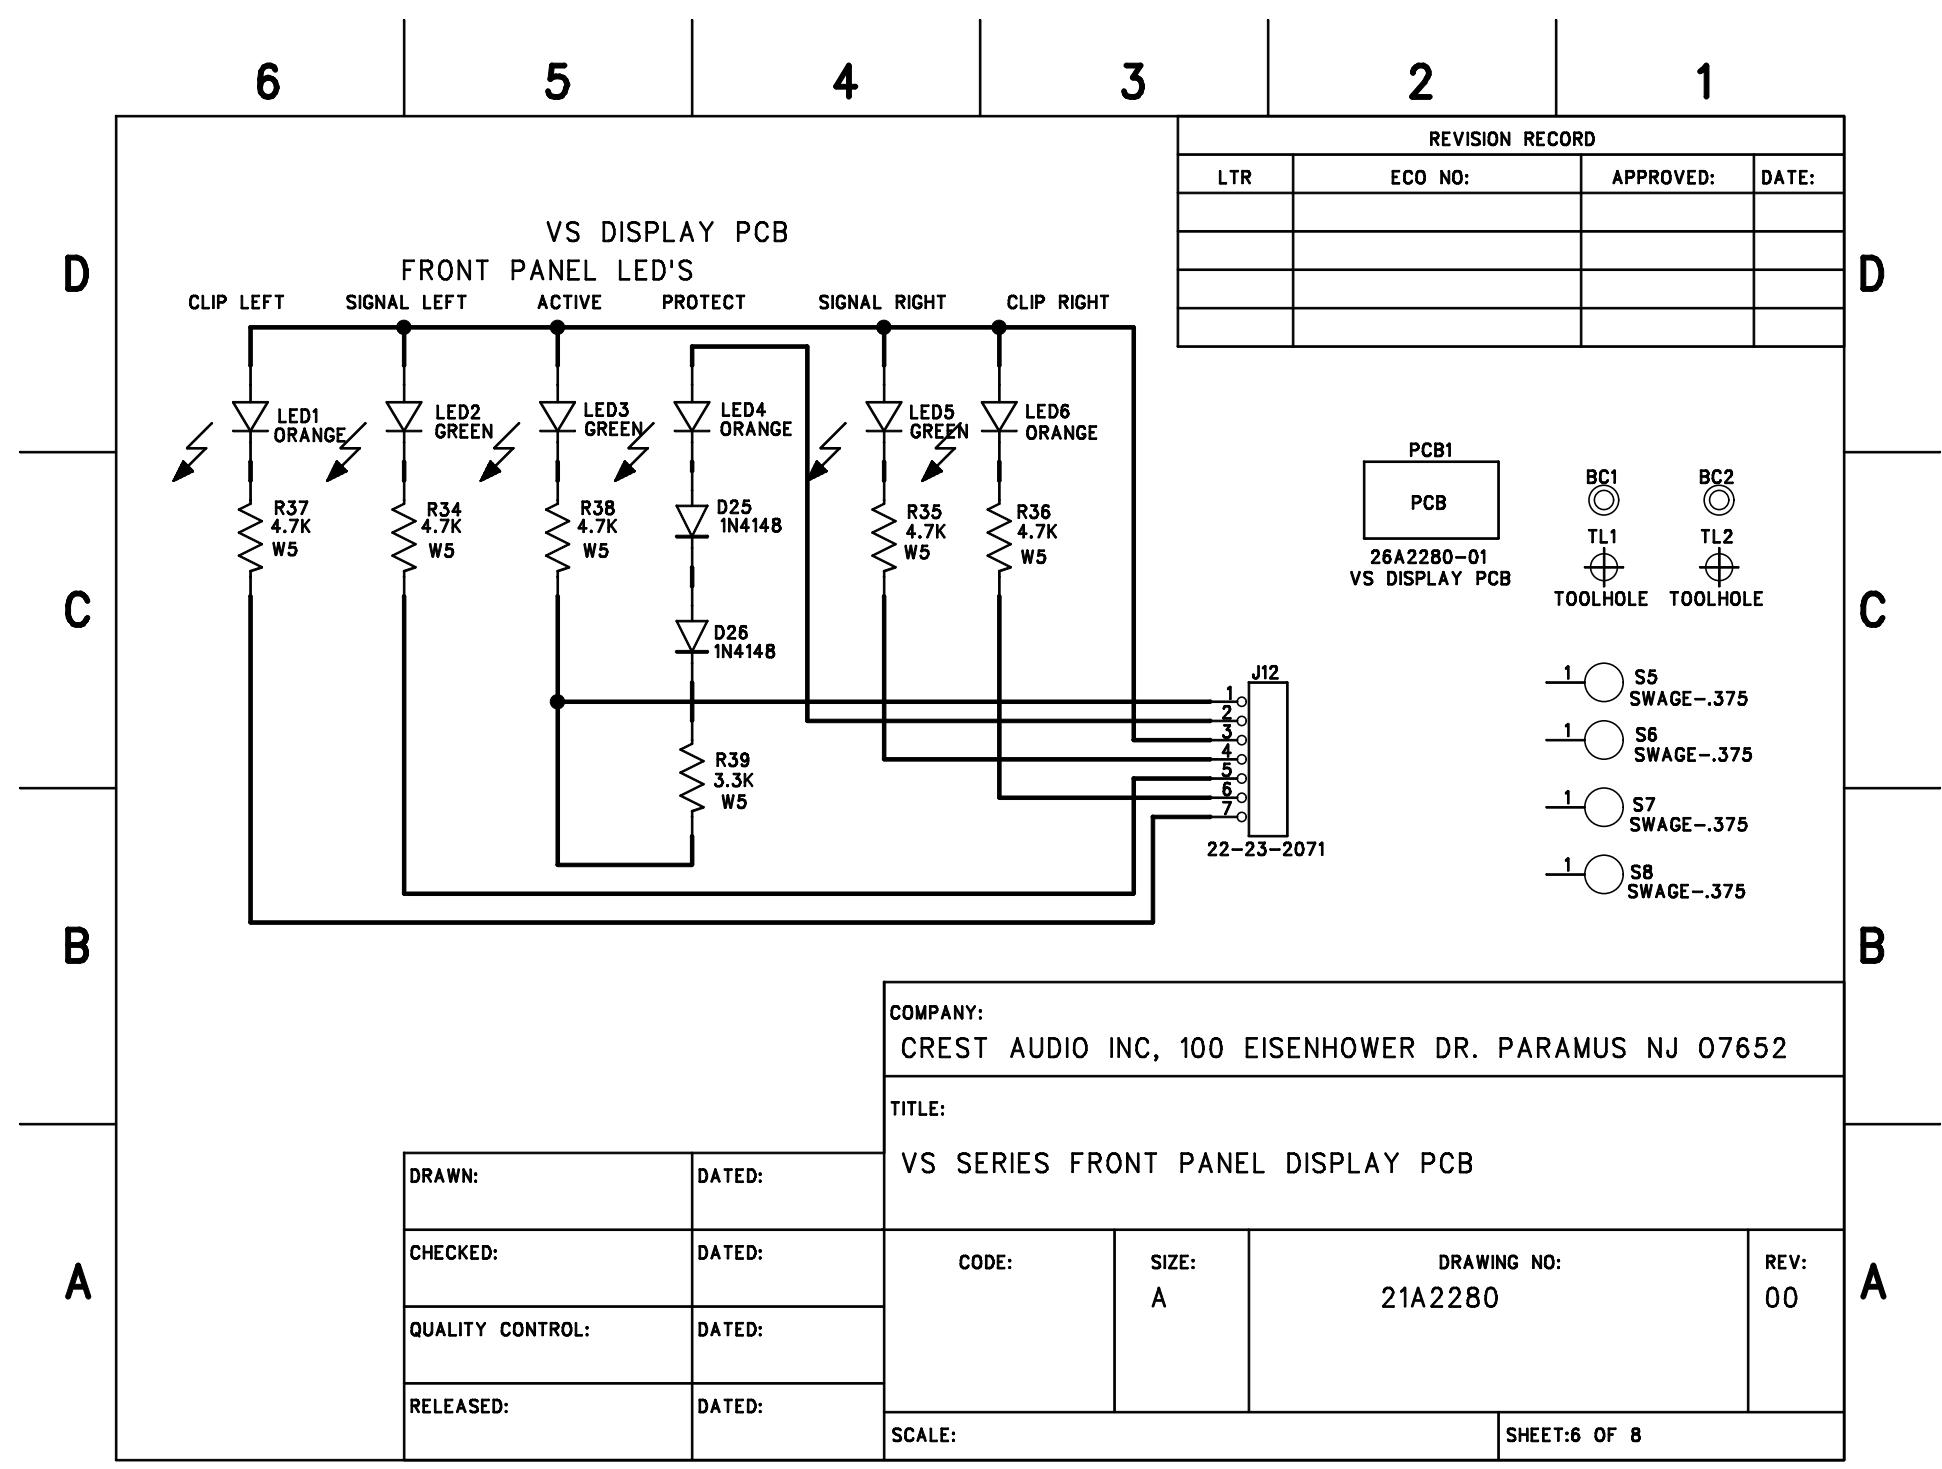 6 5 4 3 2 1
REVISION RECORD
LTR ECO NO: APPROVED: DATE:
D D
VS DISPLAY PCB
FRONT PANEL LED'S
CLIP LEFT SIGNAL LEFT ACTIVE PROTECT SIGNAL RIGHT CLIP RIGHT
LED1
ORANGE
LED2
GREEN
LED3
GREEN
LED4
ORANGE
LED5
GREEN
LED6
ORANGE
R37
4.7K
W5
R34
4.7K
W5
R38
4.7K
W5
D25
1N4148
R35
4.7K
W5
R36
4.7K
W5
D26
1N4148
R39
3.3K
W5
PCB1
PCB
26A2280-01
VS DISPLAY PCB
BC1 BC2
TL1 TL2
TOOLHOLE TOOLHOLE
C C
J12
1
2
3
4
5
6
7
22-23-2071
1 S5
SWAGE-.375
1 S6
SWAGE-.375
1 S7
SWAGE-.375
1 S8
SWAGE-.375
B B
COMPANY:
CREST AUDIO INC, 100 EISENHOWER DR. PARAMUS NJ 07652
TITLE:
VS SERIES FRONT PANEL DISPLAY PCB
DRAWN: DATED:
CHECKED: DATED:
QUALITY CONTROL: DATED:
RELEASED: DATED:
CODE: SIZE: DRAWING NO: REV:
A 21A2280 00
A A
SCALE: SHEET:6 OF 8